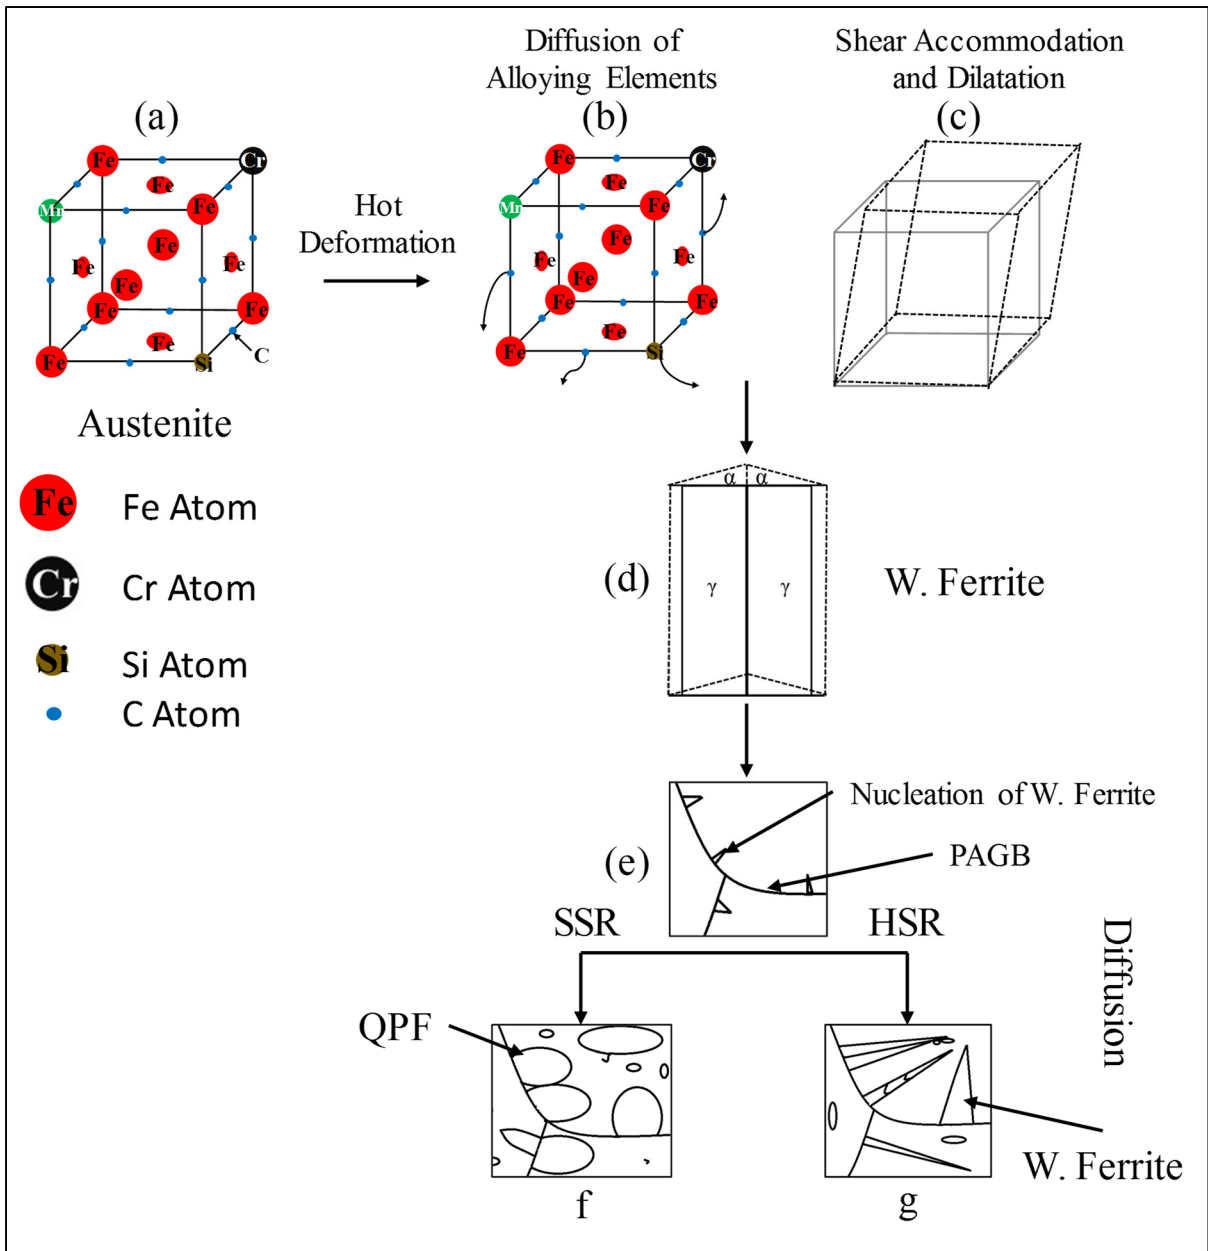 Diffusion of
Alloying Elements
Shear Accommodation
and Dilatation
(a)
(b)
(c)
Fe
Cr
Fe
Mn
Fe
Fe
Fe
Fe
Fe
Fe
Fe
Fe
Fe
Si
C
Hot
Deformation
Fe
Cr
Fe
Mn
Fe
Fe
Fe
Fe
Fe
Fe
Fe
Fe
Fe
Si
Austenite
Fe
Fe Atom
Cr
Cr Atom
Si
Si Atom
C Atom
α
α
γ
γ
(d)
W. Ferrite
(e)
Nucleation of W. Ferrite
PAGB
SSR
HSR
Diffusion
QPF
W. Ferrite
f
g